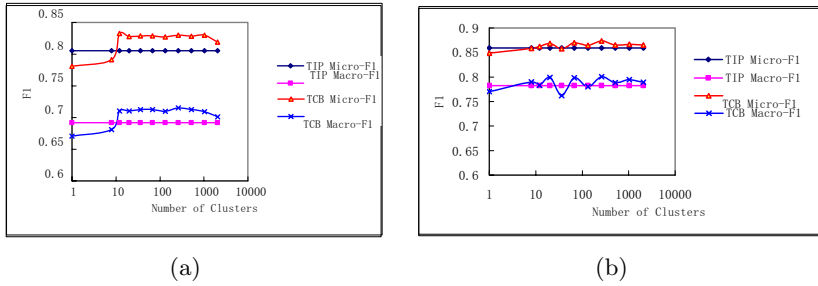 0.85
0.8
0.75
0.7
0.65
0.6
F1
1 10 100 1000 10000
Number of Clusters
TIP Micro-F1
TIP Macro-F1
TCB Micro-F1
TCB Macro-F1
(a)
0.9
0.85
0.8
0.75
0.7
0.65
0.6
F1
1 10 100 1000 10000
Number of Clusters
TIP Micro-F1
TIP Macro-F1
TCB Micro-F1
TCB Macro-F1
(b)